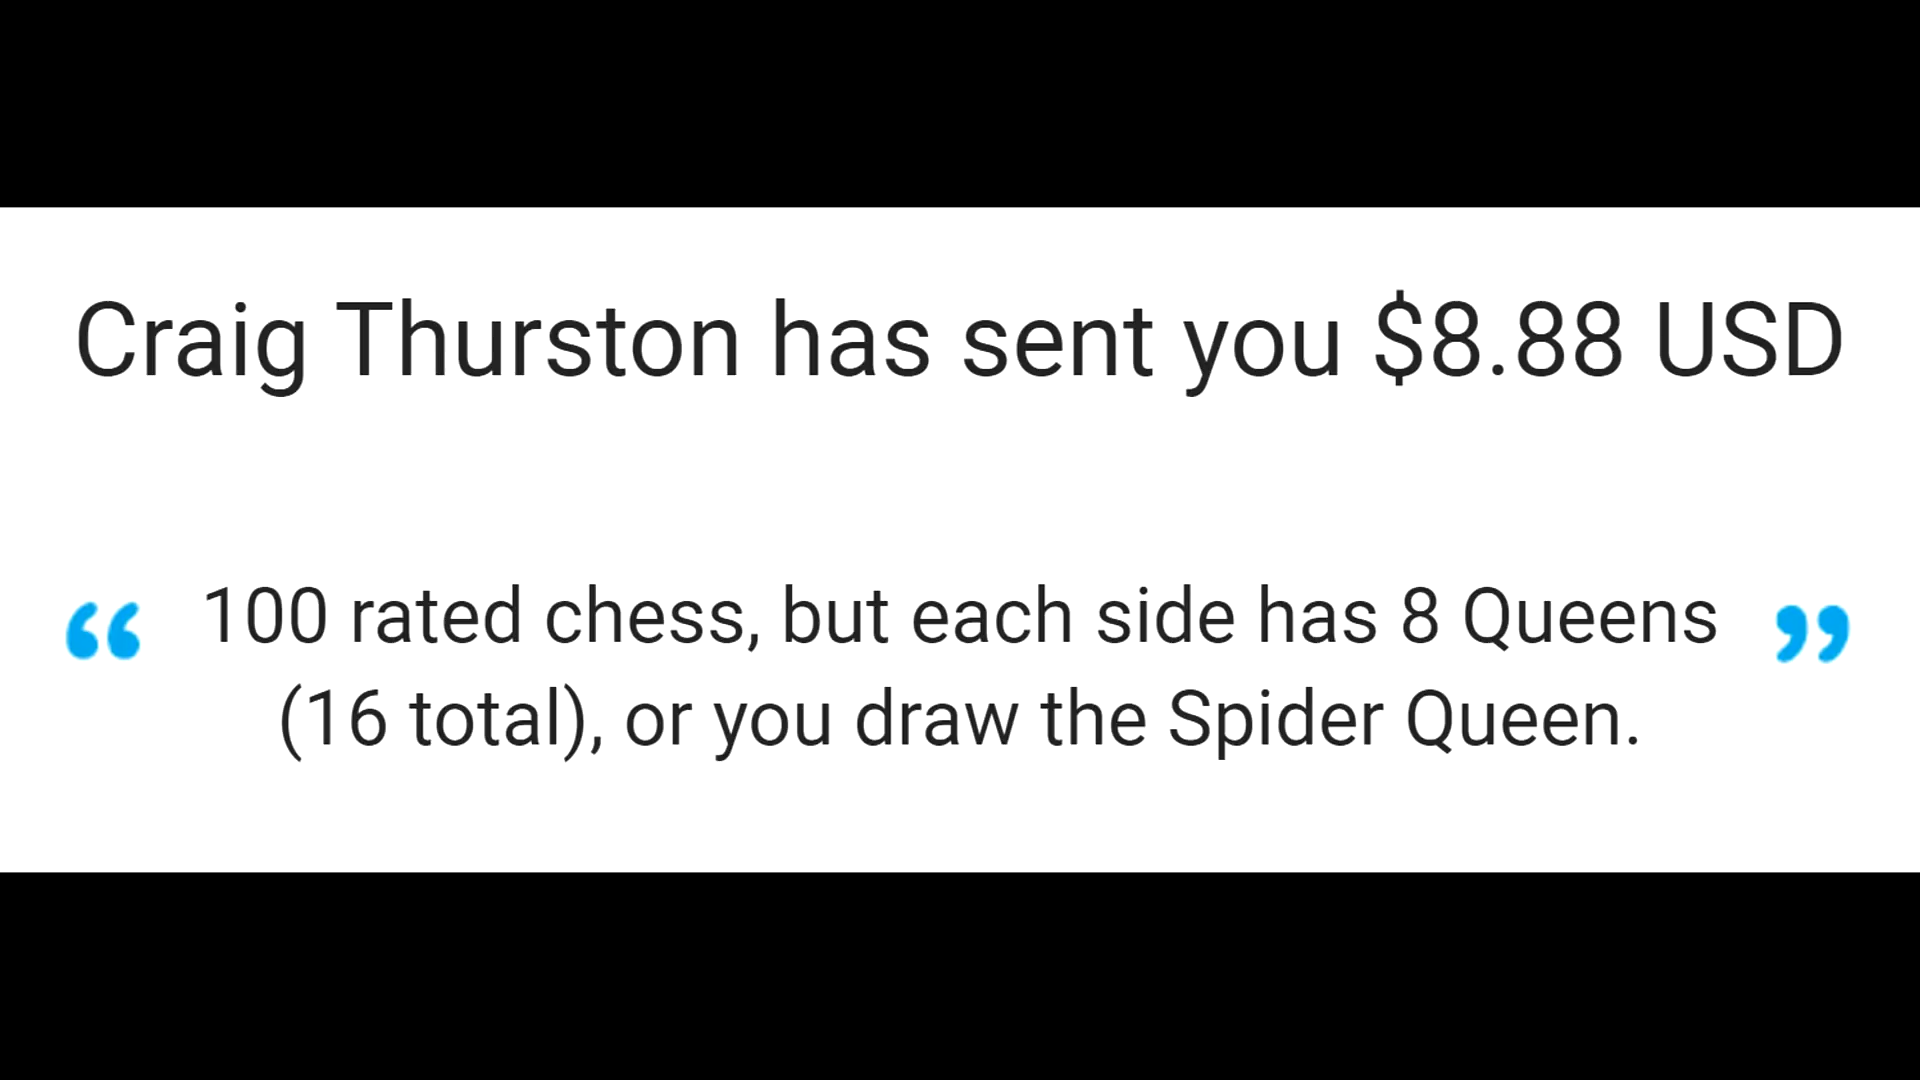 Craig Thurston has sent you $8.88 USD
“ 100 rated chess, but each side has 8 Queens ”
(16 total), or you draw the Spider Queen.